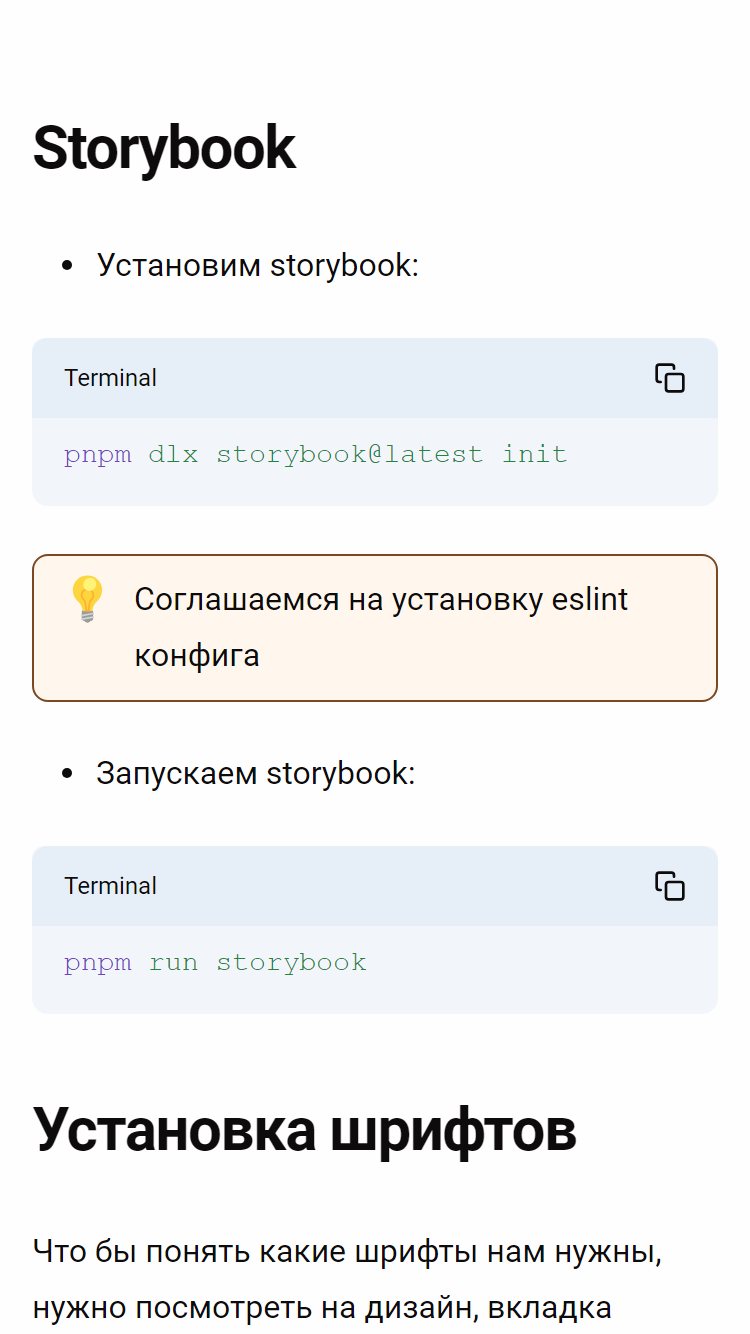 Storybook
Установим storybook:
Terminal
pnpm dlx storybook@latest init
Соглашаемся на установку eslint
конфига
Запускаем storybook:
Terminal
pnpm run storybook
Установка шрифтов
Что бы понять какие шрифты нам нужны,
нужно посмотреть на дизайн, вкладка